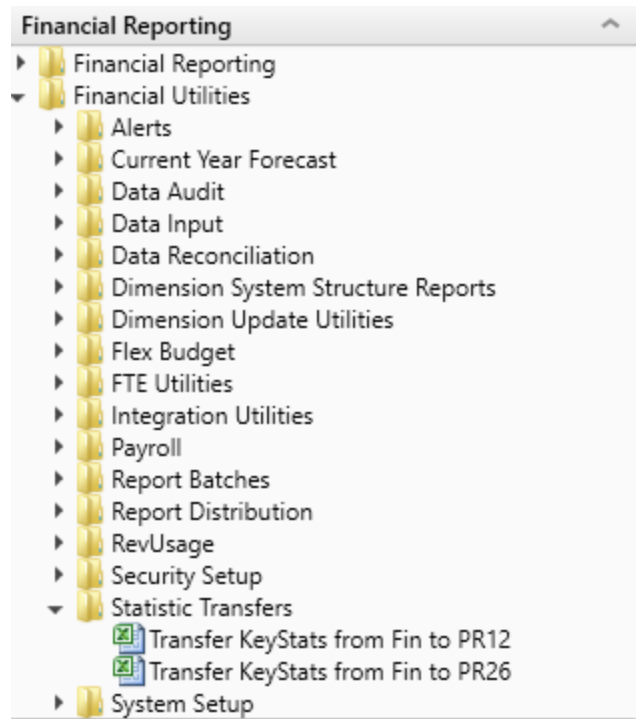 Financial Reporting
Financial Reporting
Financial Utilities
Alerts
Current Year Forecast
Data Audit
Data Input
Data Reconciliation
Dimension System Structure Reports
Dimension Update Utilities
Flex Budget
FTE Utilities
Integration Utilities
Payroll
Report Batches
Report Distribution
RevUsage
Security Setup
Statistic Transfers
Transfer KeyStats from Fin to PR12
Transfer KeyStats from Fin to PR26
System Setup